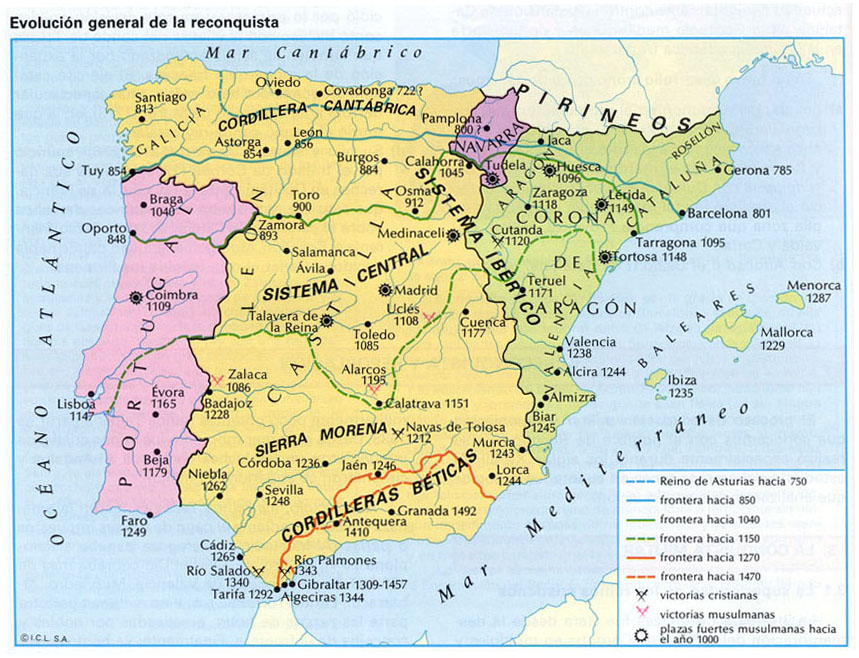 Evolución general de la reconquista
Mar Cantábrico
Oviedo
Covadonga 722?
Santiago
813
CORDILLERA CANTÁBRICA
GALICIA
León
856
Astorga
854
Pamplona
800 ?
NAVARRA
PIRINEOS
Jaca
ROSELLÓN
Tuy 854
Burgos
884
Calahorra
1045
Tudela
Huesca
1096
ARAGÓN
CATALUÑA
Gerona 785
Braga
1040
Toro
900
Osma
912
Zaragoza
1118
Lérida
1149
Barcelona 801
CORONA
Oporto
848
Zamora
893
LEÓN
Medinaceli
Cutanda
1120
Tarragona 1095
SISTEMA IBÉRICO
Salamanca
Ávila
SISTEMA CENTRAL
CASTILLA
DE
Tortosa 1148
Teruel
1171
ARAGÓN
Coimbra
1109
PORTUGAL
Madrid
Uclés
1108
Talavera de
la Reina
Toledo
1085
Cuenca
1177
Menorca
1287
Mallorca
1229
BALEARES
Ibiza
1235
Valencia
1238
VALENCIA
Alcira 1244
Zalaca
1086
Alarcos
1195
Badajoz
1228
Calatrava 1151
Almizra
Biar
1245
Lisboa
1147
Évora
1165
Beja
1179
Faro
1249
OCÉANO ATLÁNTICO
SIERRA MORENA
Navas de Tolosa
1212
Murcia
1243
Córdoba 1236
Jaén 1246
Lorca
1244
Niebla
1262
Sevilla
1248
CORDILLERAS BÉTICAS
Granada 1492
Antequera
1410
Cádiz
1265
Río Salado
1340
Río Palmones
1343
Tarifa 1292
Gibraltar 1309-1457
Algeciras 1344
Mar Mediterráneo
Reino de Asturias hacia 750
frontera hacia 850
frontera hacia 1040
frontera hacia 1150
frontera hacia 1270
frontera hacia 1470
victorias cristianas
victorias musulmanas
plazas fuertes musulmanas hacia
el año 1000
© I.C.L. S.A.